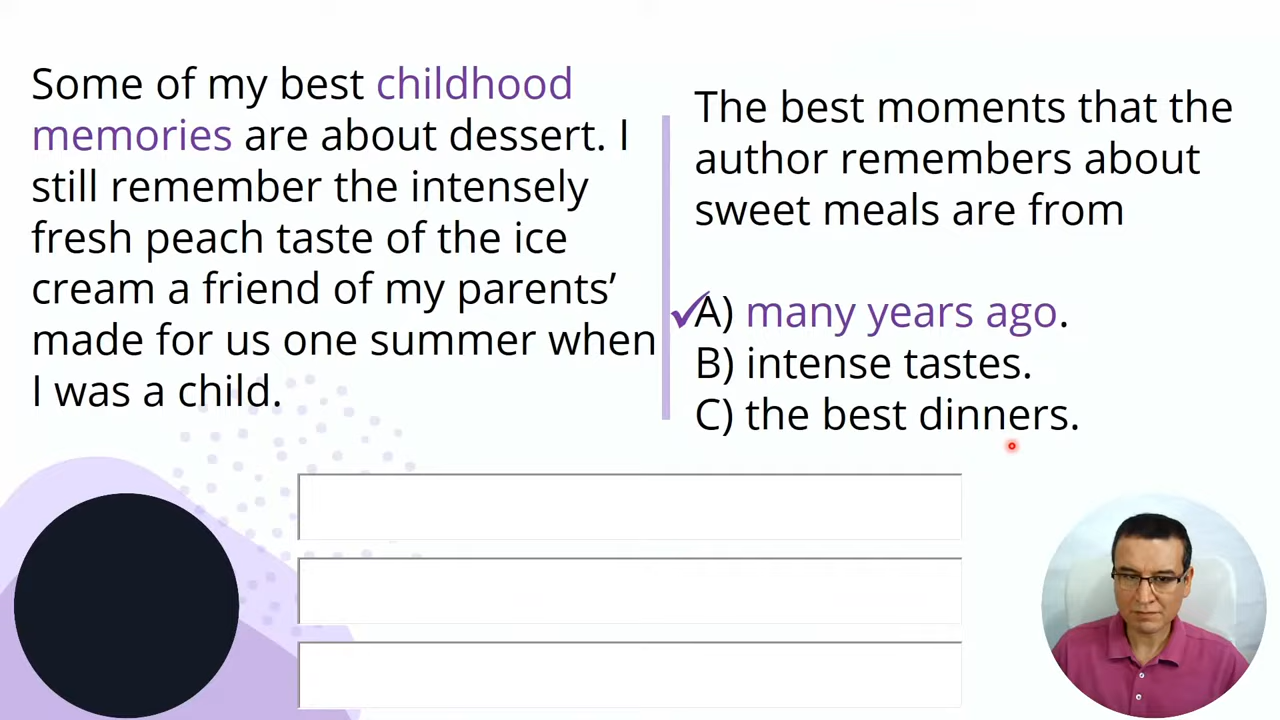 Some of my best childhood
memories are about dessert. I
still remember the intensely
fresh peach taste of the ice
cream a friend of my parents’
made for us one summer when
I was a child.
The best moments that the
author remembers about
sweet meals are from
A) many years ago.
B) intense tastes.
C) the best dinners.